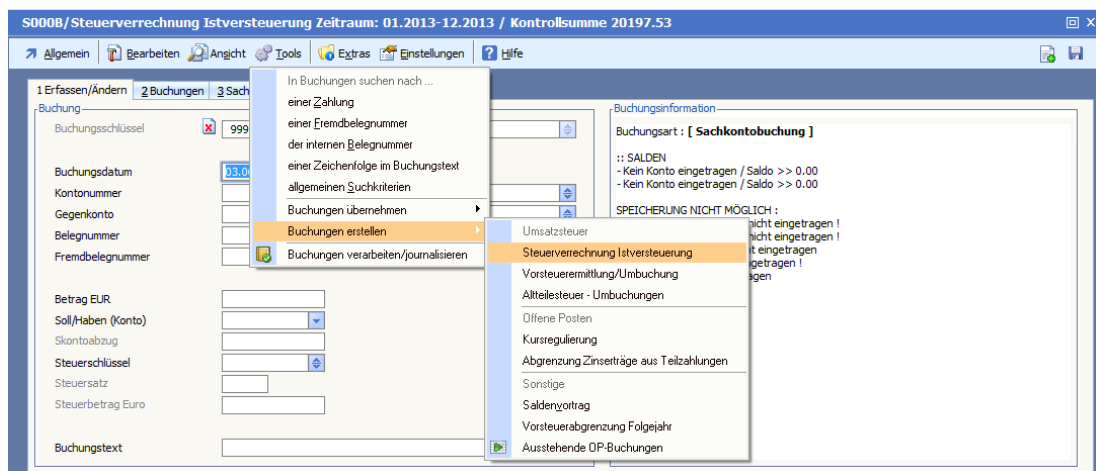 S000B/Steuerverrechnung Istversteuerung Zeitraum: 01.2013-12.2013 / Kontrollsumme 20197.53
Allgemein Bearbeiten Ansicht Tools Extras Einstellungen Hilfe
1 Erfassen/Ändern 2 Buchungen 3 Sach
Buchung
Buchungsschlüssel 999
Buchungsdatum 03.0
Kontonummer
Gegenkonto
Belegnummer
Fremdbelegnummer
Betrag EUR
Soll/Haben (Konto)
Skontoabzug
Steuerschlüssel
Steuersatz
Steuerbetrag Euro
Buchungstext
In Buchungen suchen nach ...
einer Zahlung
einer Fremdbelegnummer
der internen Belegnummer
einer Zeichenfolge im Buchungstext
allgemeinen Suchkriterien
Buchungen übernehmen
Buchungen erstellen
Buchungen verarbeiten/journalisieren
Umsatzsteuer
Steuerverrechnung Istversteuerung
Vorsteuerermittlung/Umbuchung
Altteilesteuer - Umbuchungen
Offene Posten
Kursregulierung
Abgrenzung Zinserträge aus Teilzahlungen
Sonstige
Saldenvortrag
Vorsteuerabgrenzung Folgejahr
Ausstehende OP-Buchungen
Buchungsinformation
Buchungsart : [ Sachkontobuchung ]
:: SALDEN
- Kein Konto eingetragen / Saldo >> 0.00
- Kein Konto eingetragen / Saldo >> 0.00
SPEICHERUNG NICHT MÖGLICH :
nicht eingetragen !
nicht eingetragen !
t eingetragen
getragen !
agen